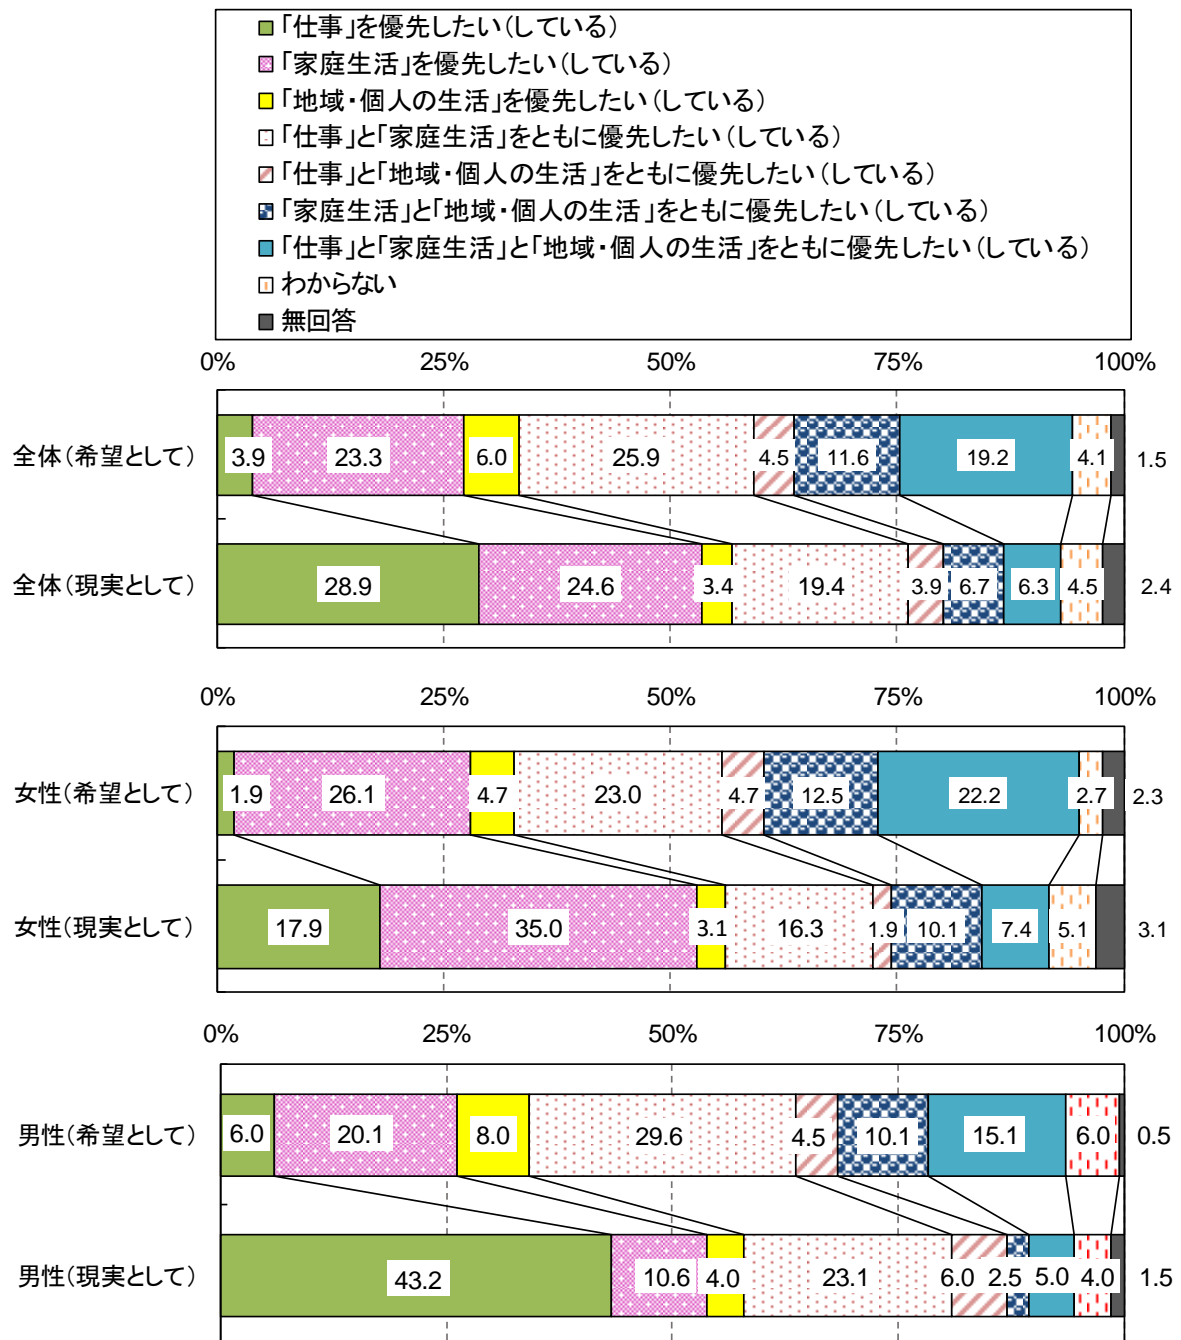 「仕事」を優先したい(している)
「家庭生活」を優先したい(している)
「地域・個人の生活」を優先したい(している)
「仕事」と「家庭生活」をともに優先したい(している)
「仕事」と「地域・個人の生活」をともに優先したい(している)
「家庭生活」と「地域・個人の生活」をともに優先したい(している)
「仕事」と「家庭生活」と「地域・個人の生活」をともに優先したい(している)
わからない
無回答
0% 25% 50% 75% 100%
全体(希望として) 3.9 23.3 6.0 25.9 4.5 11.6 19.2 4.1 1.5
全体(現実として) 28.9 24.6 3.4 19.4 3.9 6.7 6.3 4.5 2.4
0% 25% 50% 75% 100%
女性(希望として) 1.9 26.1 4.7 23.0 4.7 12.5 22.2 2.7 2.3
女性(現実として) 17.9 35.0 3.1 16.3 1.9 10.1 7.4 5.1 3.1
0% 25% 50% 75% 100%
男性(希望として) 6.0 20.1 8.0 29.6 4.5 10.1 15.1 6.0 0.5
男性(現実として) 43.2 10.6 4.0 23.1 6.0 2.5 5.0 4.0 1.5